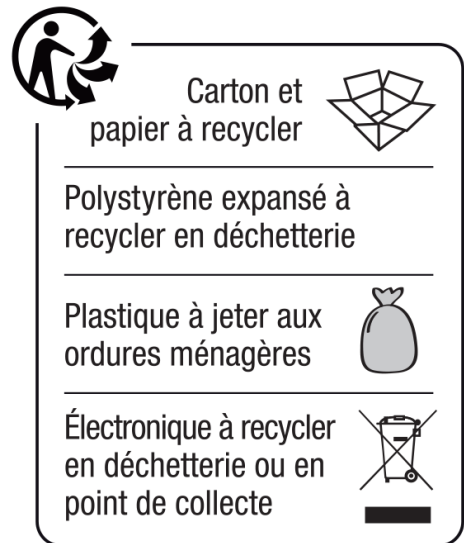 Carton et
papier à recycler
Polystyrène expansé à
recycler en déchetterie
Plastique à jeter aux
ordures ménagères
Électronique à recycler
en déchetterie ou en
point de collecte